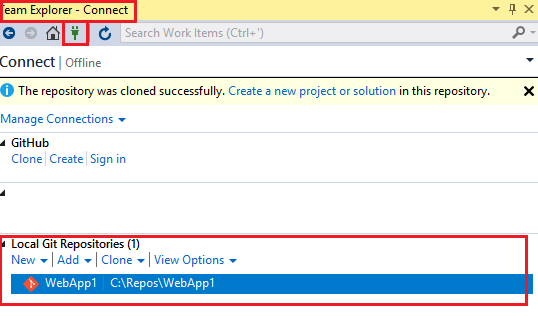 eam Explorer - Connect
Search Work Items (Ctrl+')
Connect | Offline
The repository was cloned successfully. Create a new project or solution in this repository.
Manage Connections
GitHub
Clone | Create | Sign in
Local Git Repositories (1)
New | Add | Clone | View Options
WebApp1 C:\Repos\WebApp1